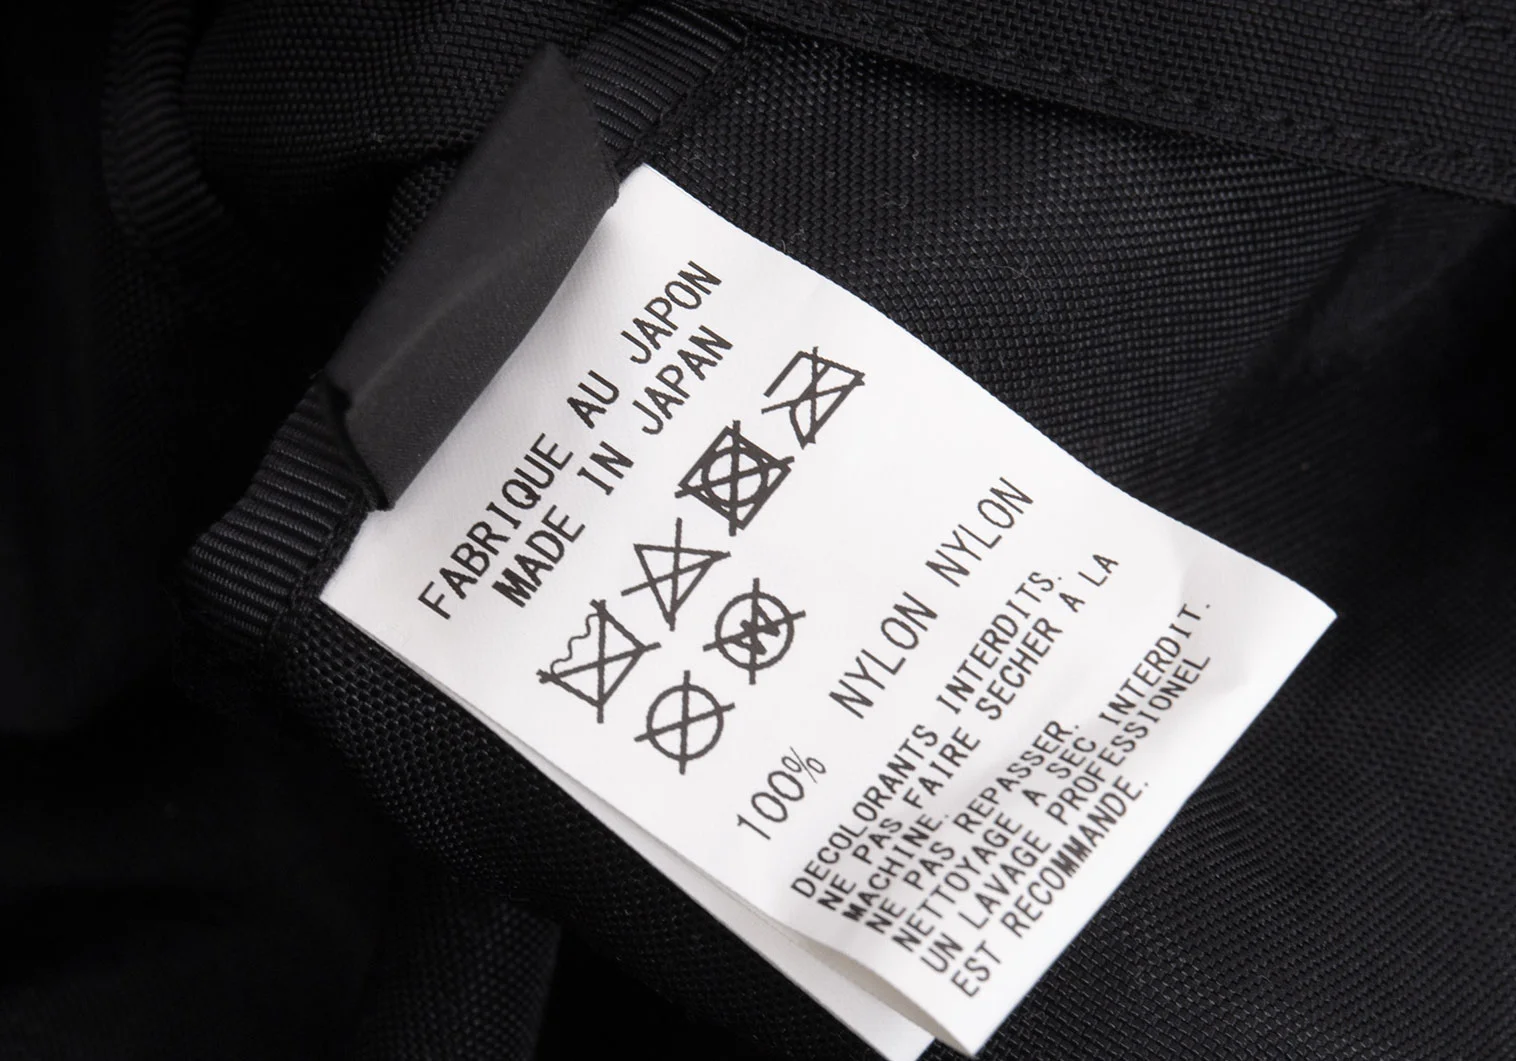 FABRIQUE AU JAPON
MADE IN JAPAN
W
100% NYLON NYLON
DECOLORANTS INTERDITS.
NE PAS FAIRE SECHER A LA
MACHINE.
NE PAS REPASSER.
NETTOYAGE A SEC INTERDIT.
UN LAVAGE PROFESSIONEL
EST RECOMMANDE.